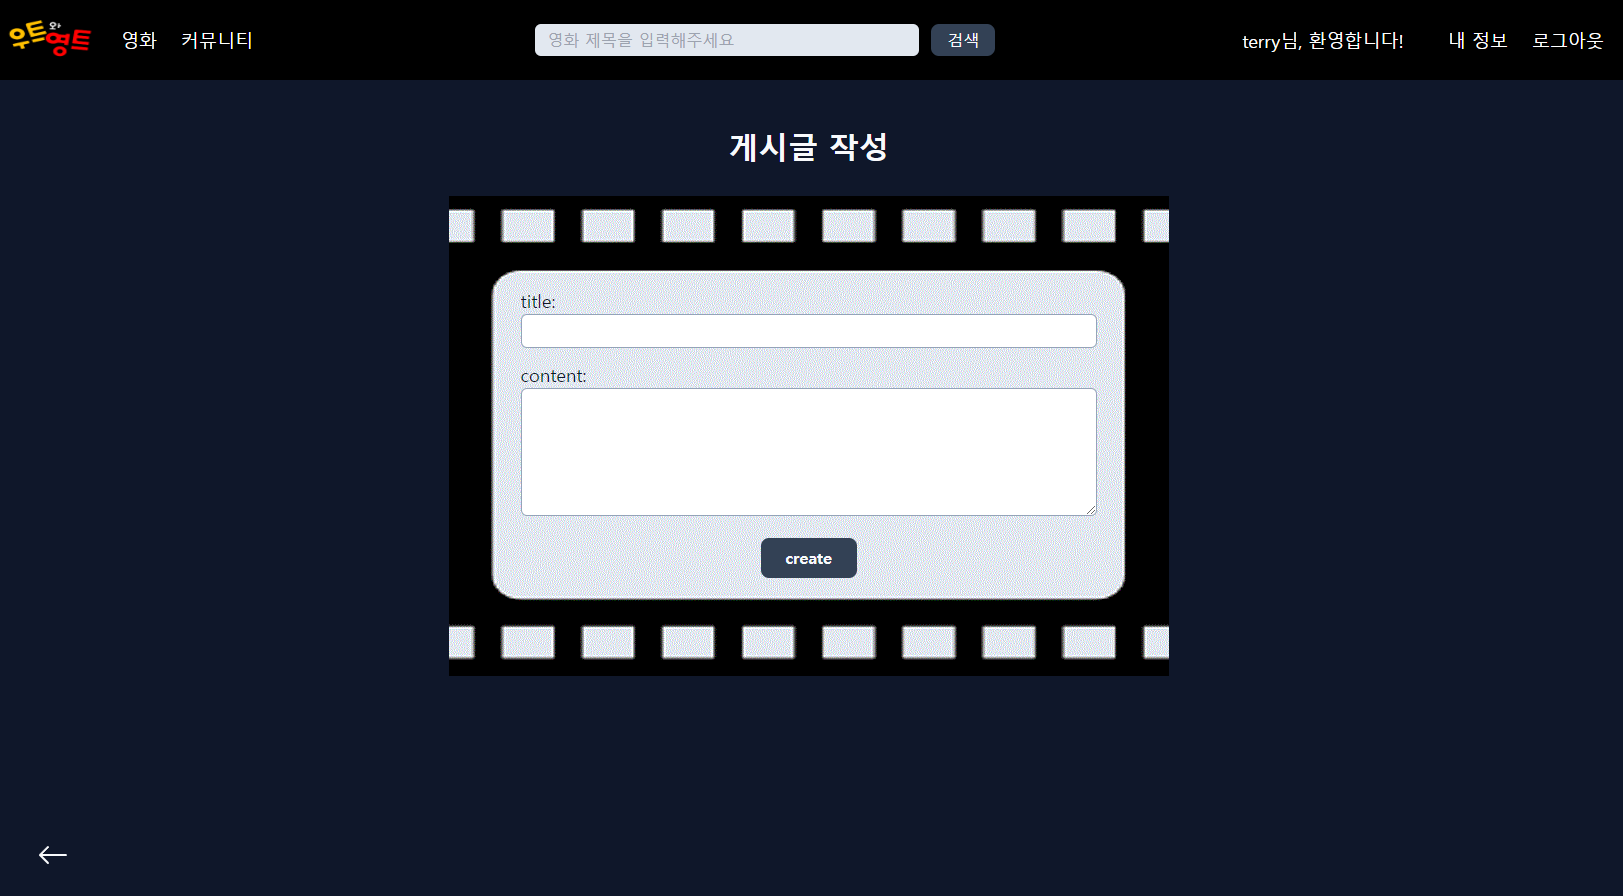 우트와영트
영화 커뮤니티
영화 제목을 입력해주세요 검색
terry님, 환영합니다! 내 정보 로그아웃
게시글 작성
title:
content:
create